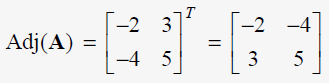 Adj(A) = [−2 3; −4 5]^T = [−2 −4; 3 5]